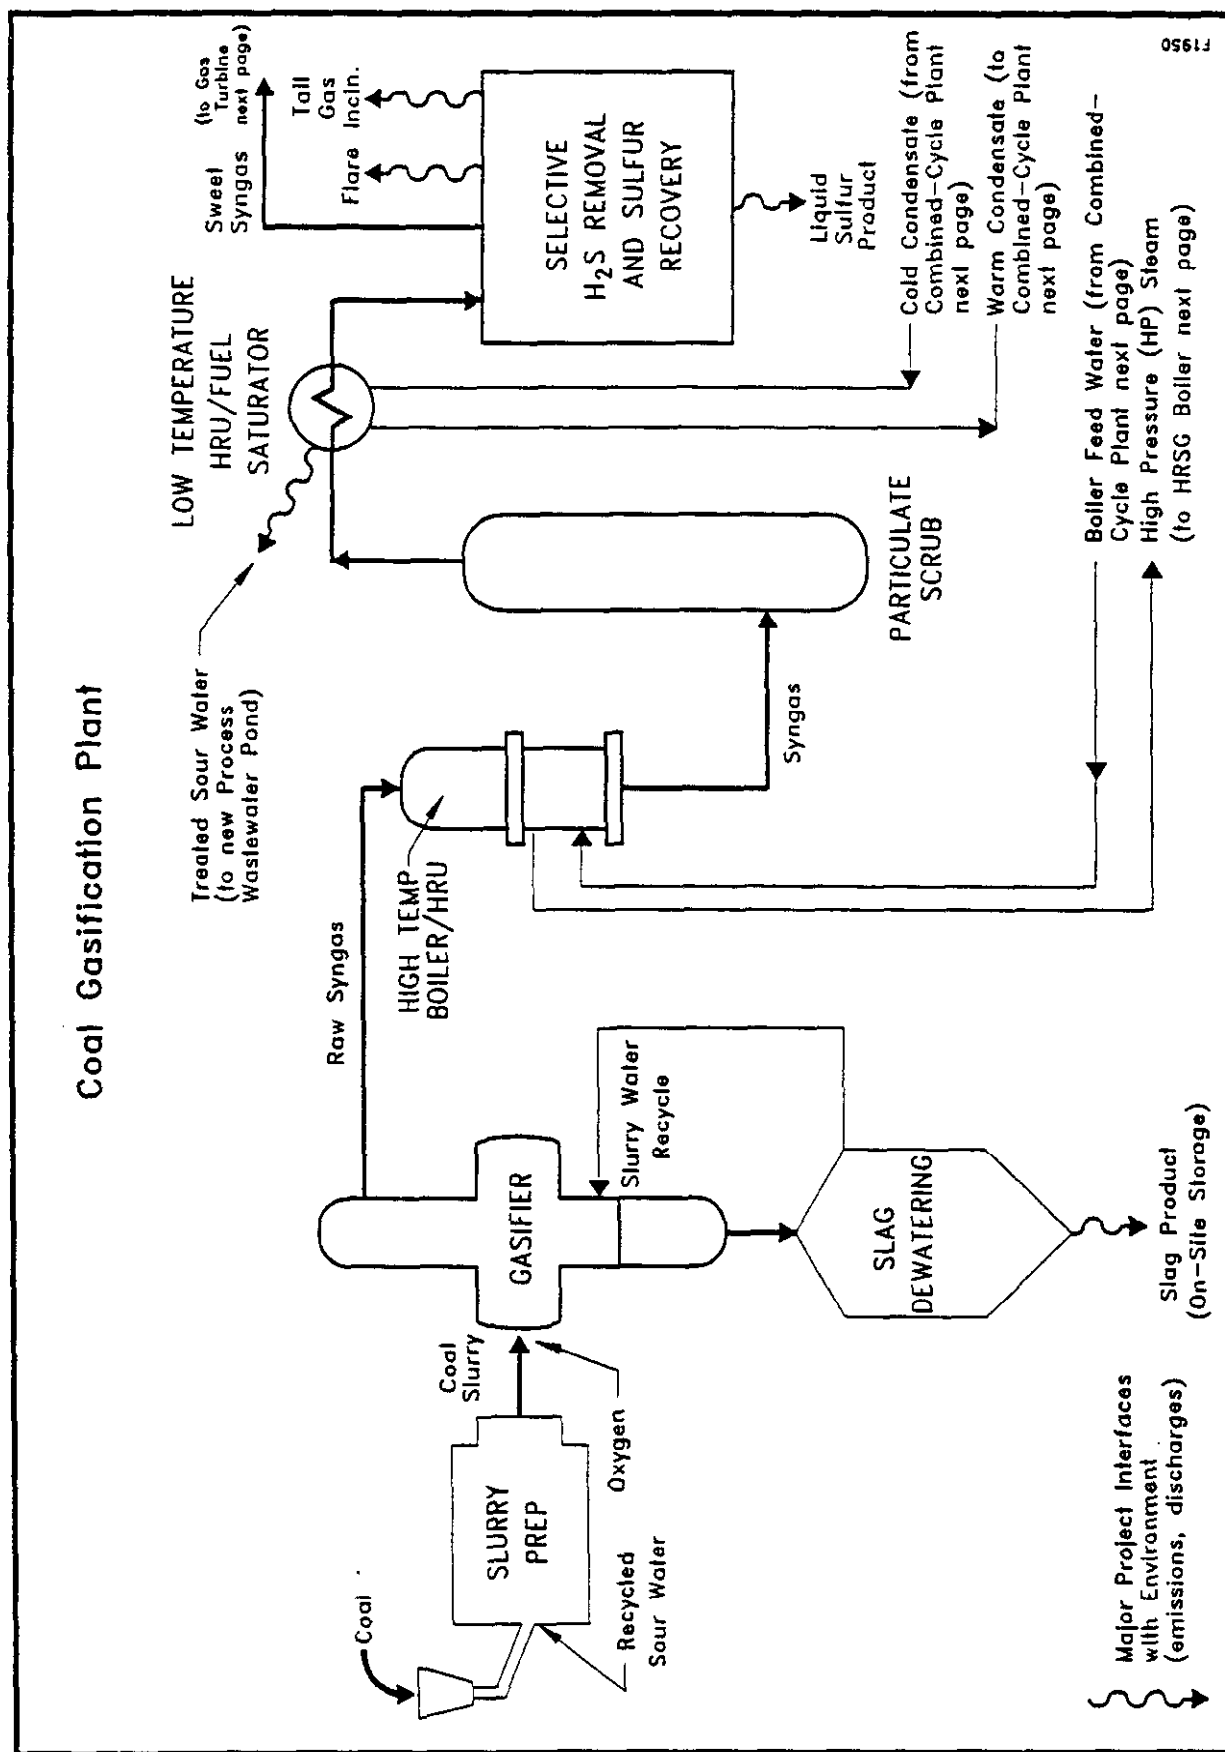 Coal Gasification Plant
Coal
SLURRY
PREP
Recycled
Sour Water
Coal
Slurry
Oxygen
GASIFIER
Raw Syngas
Slurry Water
Recycle
SLAG
DEWATERING
Slag Product
(On-Site Storage)
HIGH TEMP
BOILER/HRU
Syngas
Treated Sour Water
(to new Process
Wastewater Pond)
PARTICULATE
SCRUB
LOW TEMPERATURE
HRU/FUEL
SATURATOR
Sweet
Syngas
(to Gas
Turbine
next page)
Flare
Tail
Gas
Incin.
SELECTIVE
H₂S REMOVAL
AND SULFUR
RECOVERY
Liquid
Sulfur
Product
Cold Condensate (from
Combined-Cycle Plant
next page)
Warm Condensate (to
Combined-Cycle Plant
next page)
Boiler Feed Water (from Combined-
Cycle Plant next page)
High Pressure (HP) Steam
(to HRSG Boiler next page)
Major Project Interfaces
with Environment
(emissions, discharges)
F1950